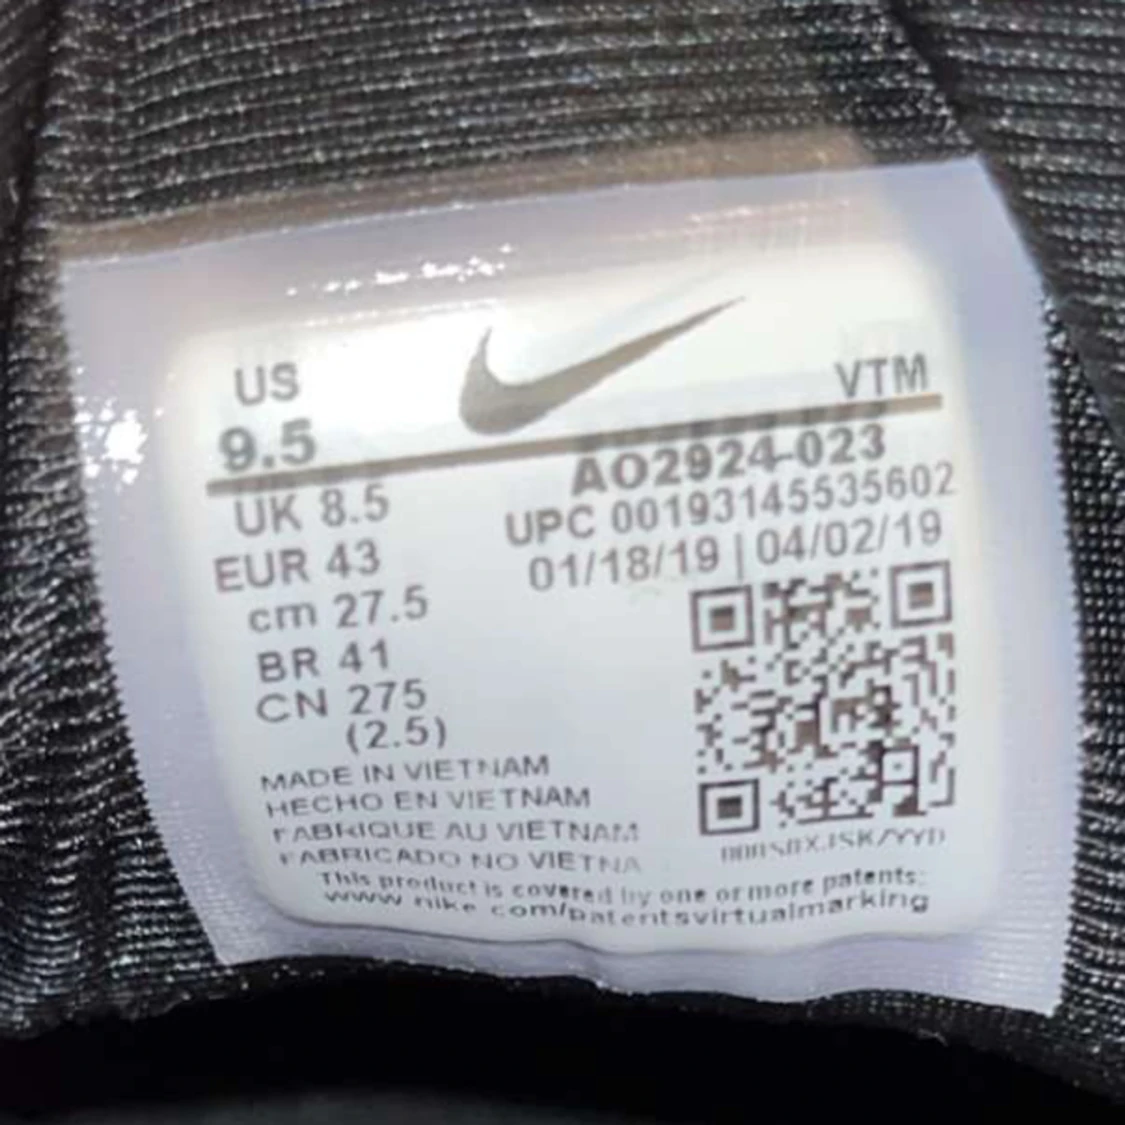 US
VTM
9.5
AO2924-023
UK 8.5
UPC 00193145535602
EUR 43
01/18/19 | 04/02/19
cm 27.5
BR 41
CN 275
(2.5)
MADE IN VIETNAM
HECHO EN VIETNAM
FABRIQUE AU VIETNAM
FABRICADO NO VIETNA
This product is covered by one or more patents:
www nike com/patentsvirtualmarking